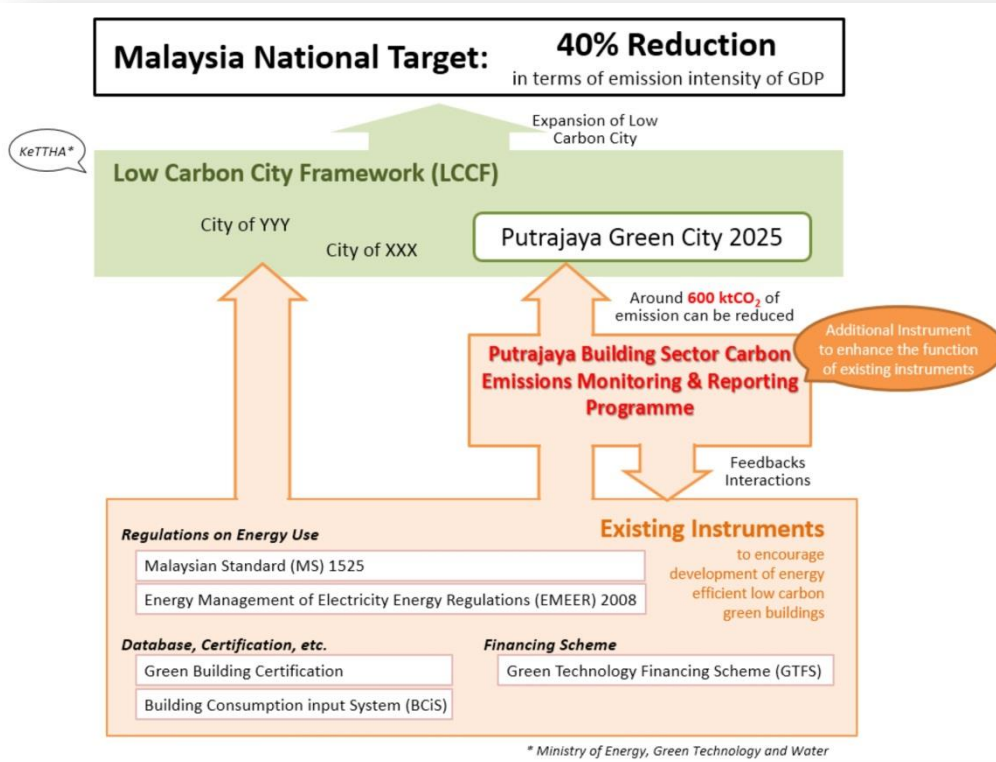 Malaysia National Target:
40% Reduction
in terms of emission intensity of GDP
Expansion of Low
Carbon City
KeTTHA*
Low Carbon City Framework (LCCF)
City of YYY
City of XXX
Putrajaya Green City 2025
Around 600 ktCO₂ of
emission can be reduced
Additional Instrument
to enhance the function
of existing instruments
Putrajaya Building Sector Carbon
Emissions Monitoring & Reporting
Programme
Feedbacks
Interactions
Existing Instruments
to encourage
development of energy
efficient low carbon
green buildings
Regulations on Energy Use
Malaysian Standard (MS) 1525
Energy Management of Electricity Energy Regulations (EMEER) 2008
Database, Certification, etc.
Green Building Certification
Building Consumption input System (BCiS)
Financing Scheme
Green Technology Financing Scheme (GTFS)
* Ministry of Energy, Green Technology and Water